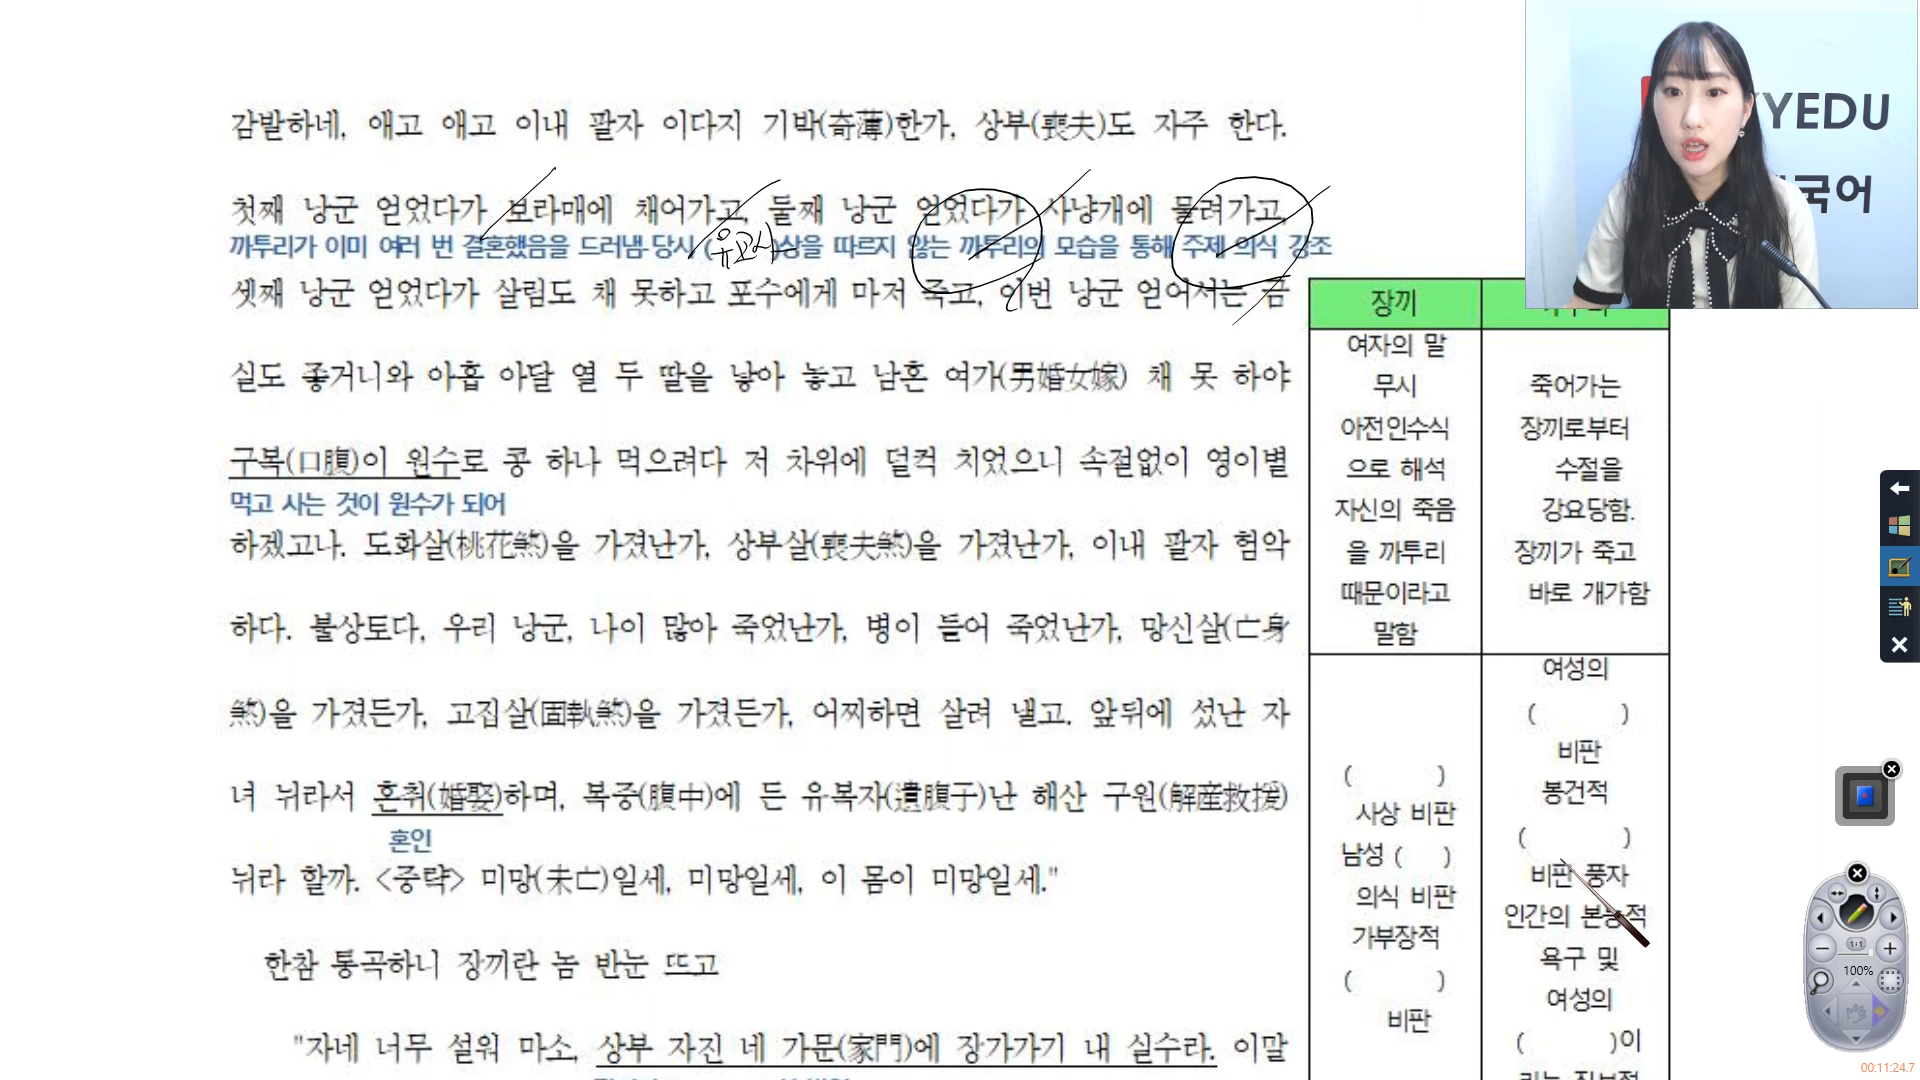 감발하네, 애고 애고 이내 팔자 이다지 기박(奇薄)한가, 상부(喪夫)도 자주 한다.
첫째 낭군 얻었다가 보라매에 채어가고, 둘째 낭군 얻었다가 사냥개에 물려가고,
까투리가 이미 여러 번 결혼했음을 드러냄 당시 (유교사)상을 따르지 않는 까투리의 모습을 통해 주제 의식 강조
셋째 낭군 얻었다가 살림도 채 못하고 포수에게 마저 죽고, 이번 낭군 얻어서는 금
실도 좋거니와 아홉 아달 열 두 딸을 낳아 놓고 남혼 여가(男婚女嫁) 채 못 하야
구복(口腹)이 원수로 콩 하나 먹으려다 저 차위에 덜컥 치었으니 속절없이 영이별
먹고 사는 것이 원수가 되어
하겠고나. 도화살(桃花煞)을 가졌난가, 상부살(喪夫煞)을 가졌난가, 이내 팔자 험악
하다. 불상토다, 우리 낭군, 나이 많아 죽었난가, 병이 들어 죽었난가, 망신살(亡身
煞)을 가졌든가, 고집살(固執煞)을 가졌든가, 어찌하면 살려 낼고. 앞뒤에 섰난 자
녀 뉘라서 혼취(婚娶)하며, 복중(腹中)에 든 유복자(遺腹子)난 해산 구원(解産救援)
혼인
뉘라 할까. <중략> 미망(未亡)일세, 미망일세, 이 몸이 미망일세."
한참 통곡하니 장끼란 놈 반눈 뜨고
"자네 너무 설워 마소, 상부 자진 네 가문(家門)에 장가가기 내 실수라. 이말
장끼
여자의 말
무시
아전인수식
으로 해석
자신의 죽음
을 까투리
때문이라고
말함
죽어가는
장끼로부터
수절을
강요당함.
장끼가 죽고
바로 개가함
( )
사상 비판
남성 ( )
의식 비판
가부장적
( )
비판
여성의
( )
비판
봉건적
( )
비판 풍자
인간의 본능적
욕구 및
여성의
( )이
YEDU
국어
1:1
100%
00:11:24.7